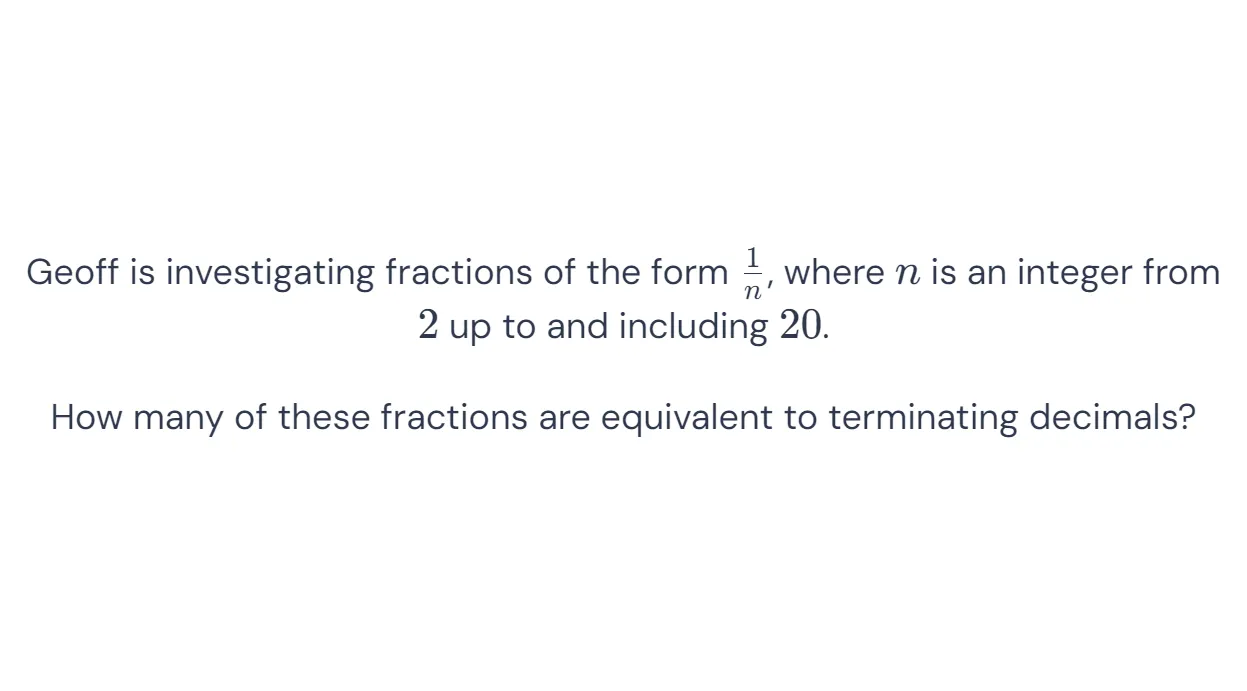 Geoff is investigating fractions of the form $\frac{1}{n}$, where $n$ is an integer from
2 up to and including 20.
How many of these fractions are equivalent to terminating decimals?